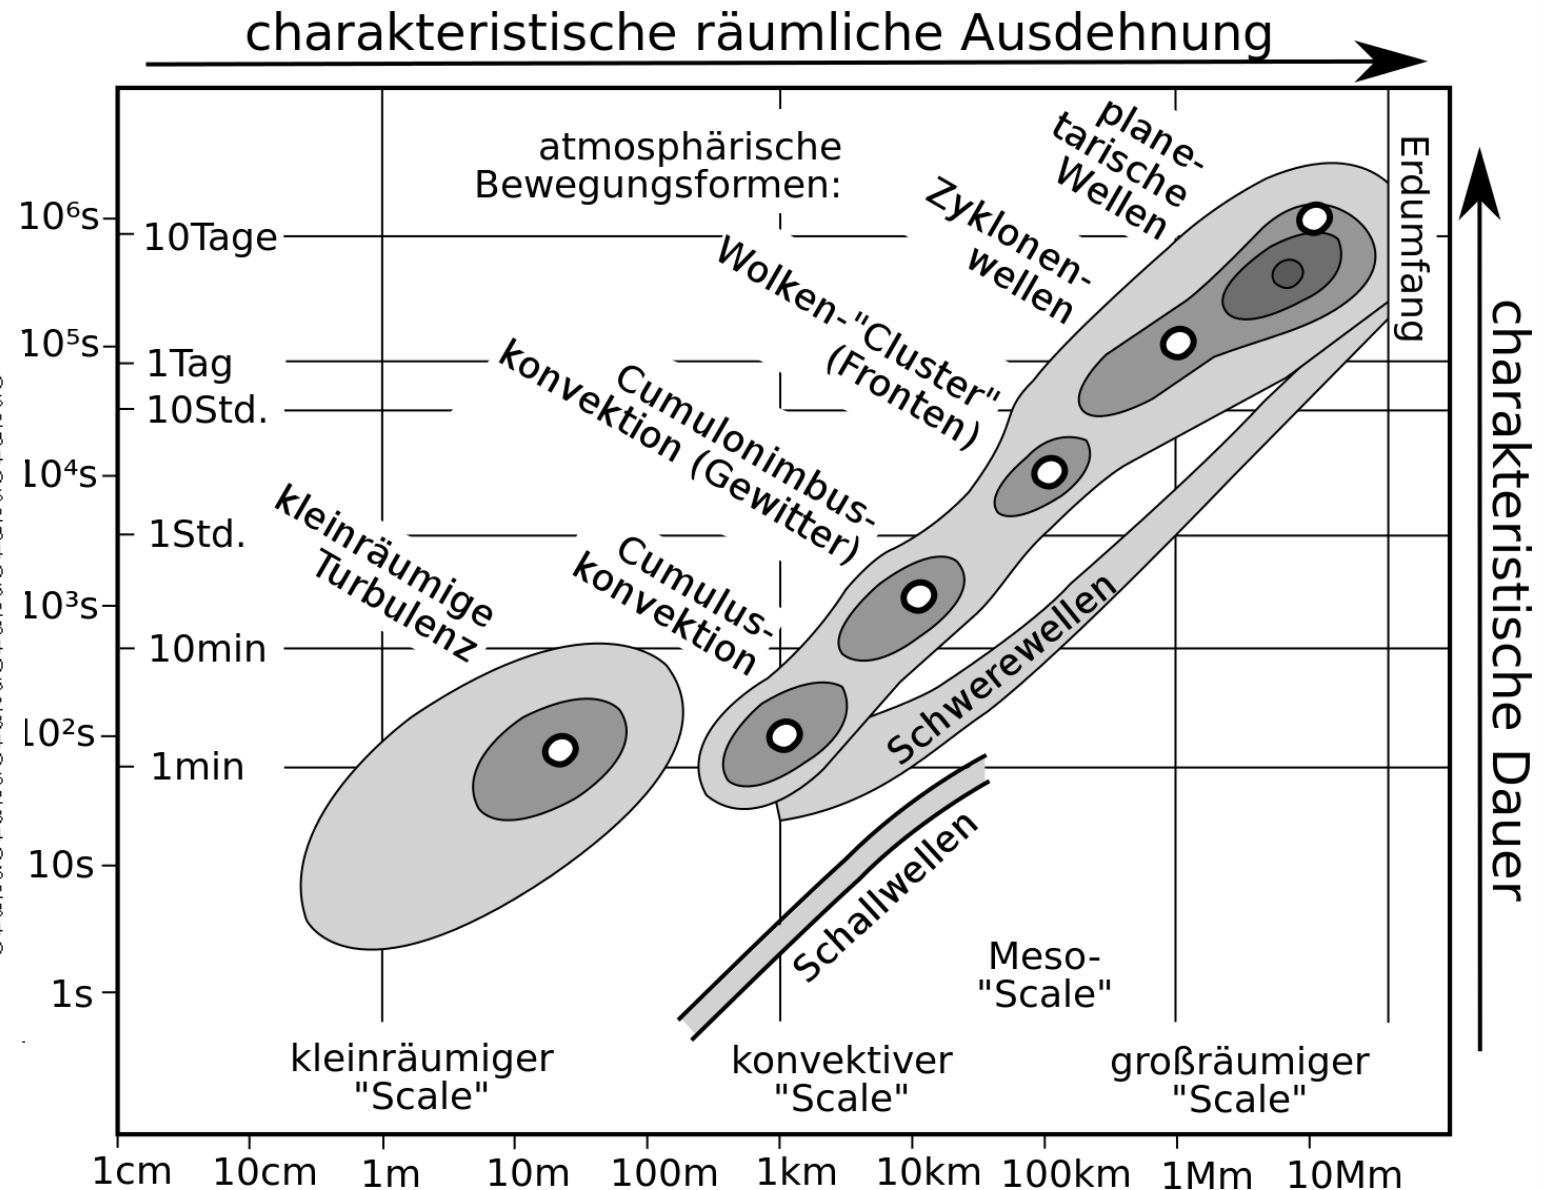 charakteristische räumliche Ausdehnung
atmosphärische
Bewegungsformen:
plane-
tarische
Wellen
Zyklonen-
wellen
Wolken-"Cluster"
(Fronten)
Cumulonimbus-
konvektion (Gewitter)
Cumulus-
konvektion
kleinräumige
Turbulenz
Erdumfang
charakteristische Dauer
10⁶s
10Tage
10⁵s
1Tag
10Std.
10⁴s
1Std.
10³s
10min
10²s
1min
10s
1s
Schwerewellen
Schallwellen
Meso-
"Scale"
kleinräumiger
"Scale"
konvektiver
"Scale"
großräumiger
"Scale"
1cm 10cm 1m 10m 100m 1km 10km 100km 1Mm 10Mm